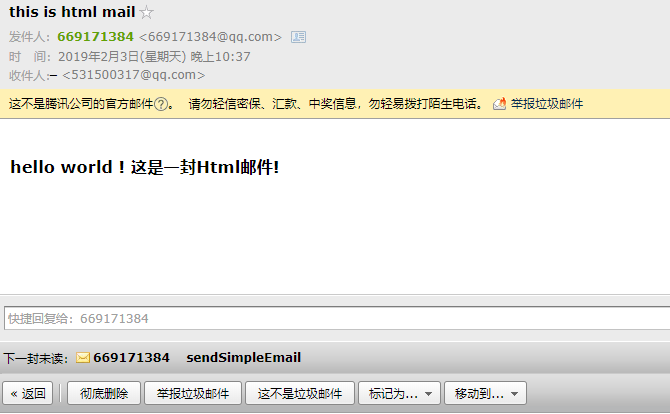 this is html mail
发件人：669171384 <669171384@qq.com>
时　间：2019年2月3日(星期天) 晚上10:37
收件人：– <531500317@qq.com>
这不是腾讯公司的官方邮件?。 请勿轻信密保、汇款、中奖信息，勿轻易拨打陌生电话。 举报垃圾邮件
hello world ! 这是一封Html邮件!
快捷回复给：669171384
下一封未读： 669171384 sendSimpleEmail
« 返回 彻底删除 举报垃圾邮件 这不是垃圾邮件 标记为... 移动到...